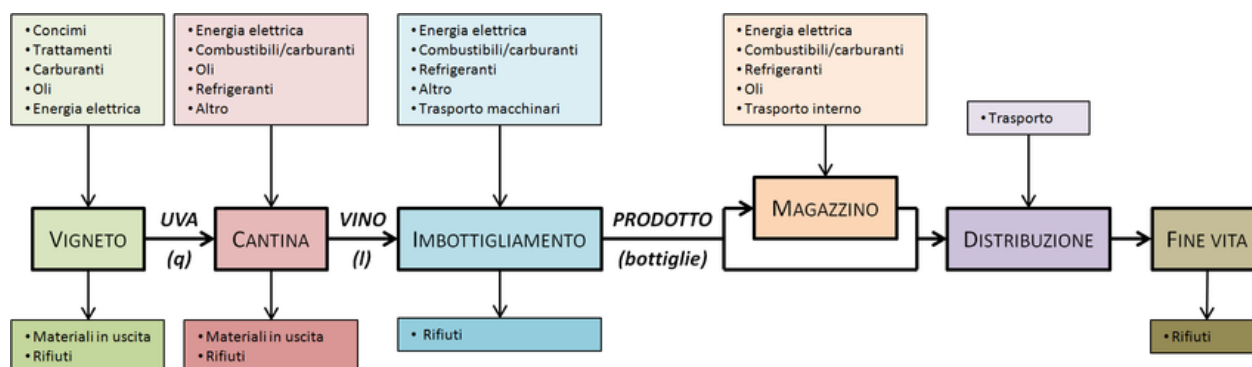 • Concimi
• Trattamenti
• Carburanti
• Oli
• Energia elettrica
• Energia elettrica
• Combustibili/carburanti
• Oli
• Refrigeranti
• Altro
• Energia elettrica
• Combustibili/carburanti
• Refrigeranti
• Altro
• Trasporto macchinari
• Energia elettrica
• Combustibili/carburanti
• Refrigeranti
• Oli
• Trasporto interno
• Trasporto
VIGNETO
UVA
(q)
CANTINA
VINO
(l)
IMBOTTIGLIAMENTO
PRODOTTO
(bottiglie)
MAGAZZINO
DISTRIBUZIONE
FINE VITA
• Materiali in uscita
• Rifiuti
• Materiali in uscita
• Rifiuti
• Rifiuti
• Rifiuti